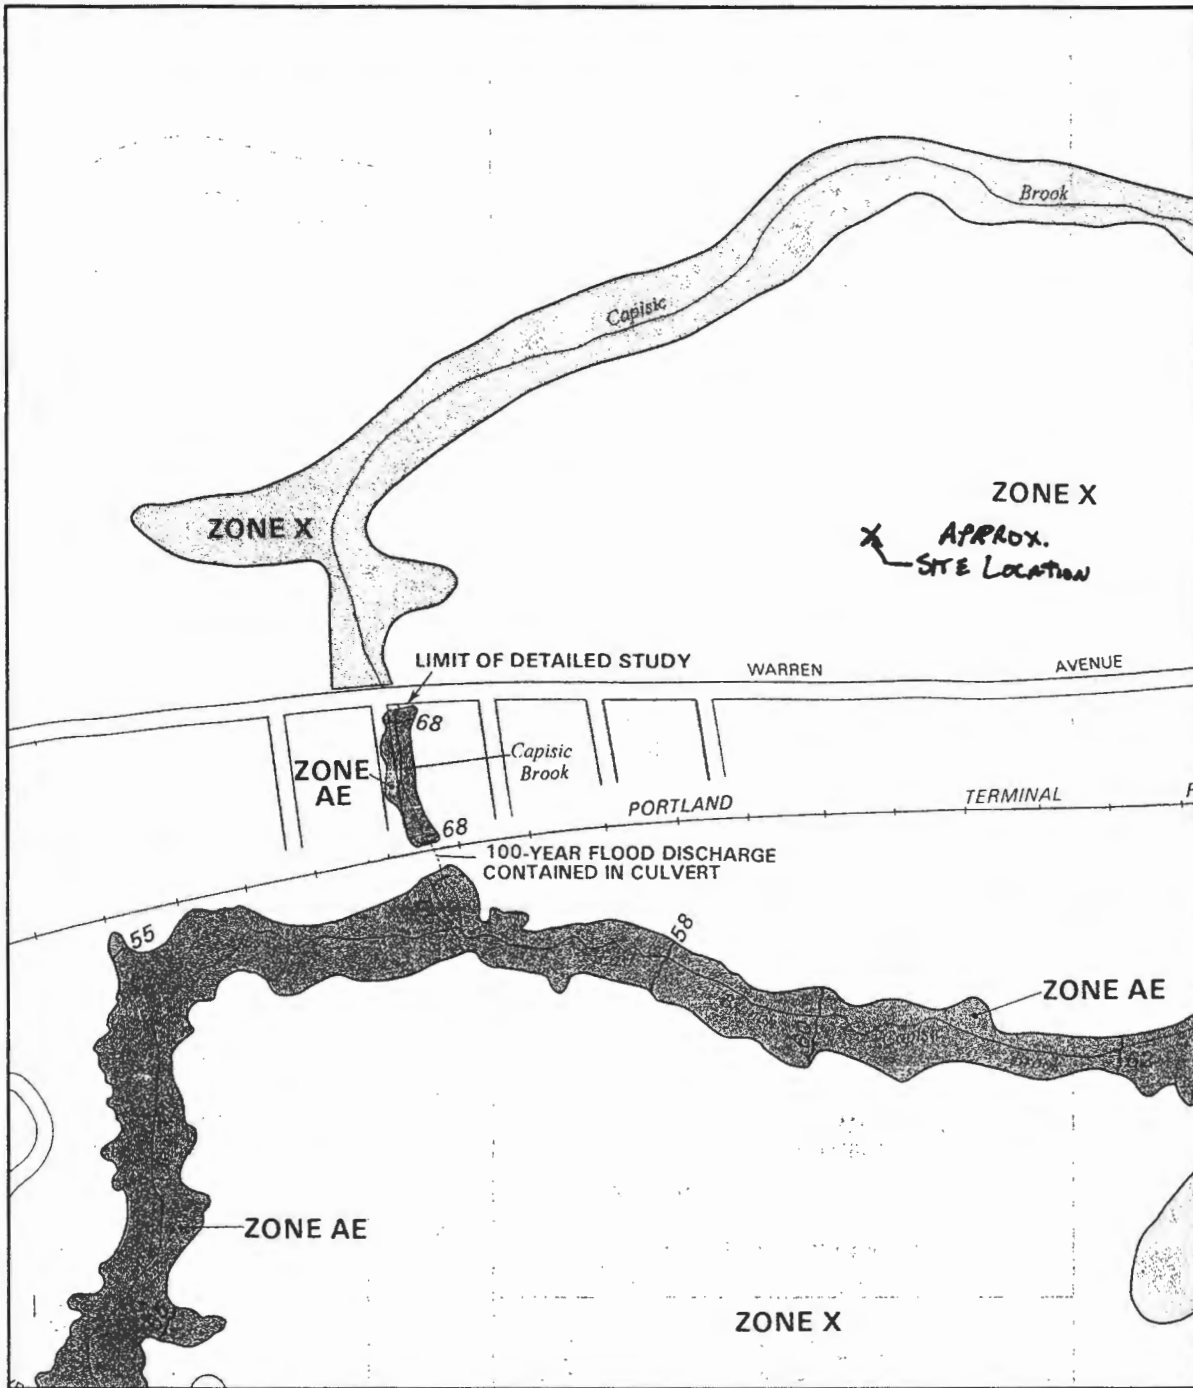 Brook
Capisic
ZONE X
ZONE X
X APPROX.
SITE LOCATION
LIMIT OF DETAILED STUDY
WARREN AVENUE
68
Capisic
Brook
ZONE
AE
PORTLAND TERMINAL
68
100-YEAR FLOOD DISCHARGE
CONTAINED IN CULVERT
55
58
ZONE AE
Capisic
ZONE AE
ZONE X